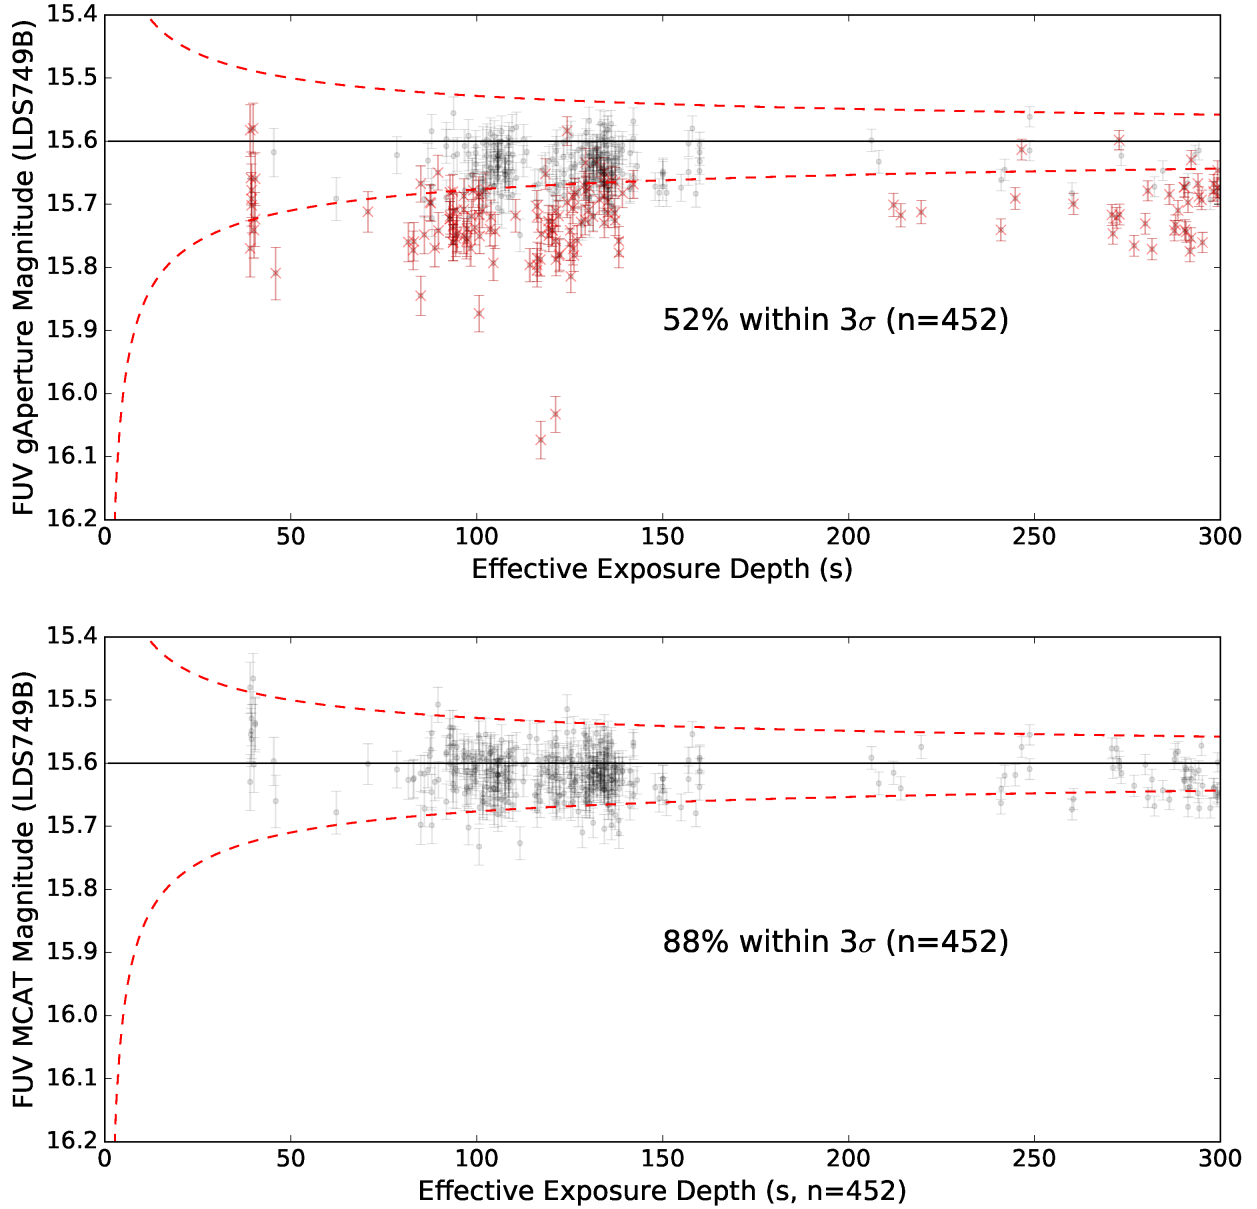 FUV gAperture Magnitude (LDS749B)
15.4
15.5
15.6
15.7
15.8
15.9
16.0
16.1
16.2
52% within 3σ (n=452)
0 50 100 150 200 250 300
Effective Exposure Depth (s)
FUV MCAT Magnitude (LDS749B)
15.4
15.5
15.6
15.7
15.8
15.9
16.0
16.1
16.2
88% within 3σ (n=452)
0 50 100 150 200 250 300
Effective Exposure Depth (s, n=452)